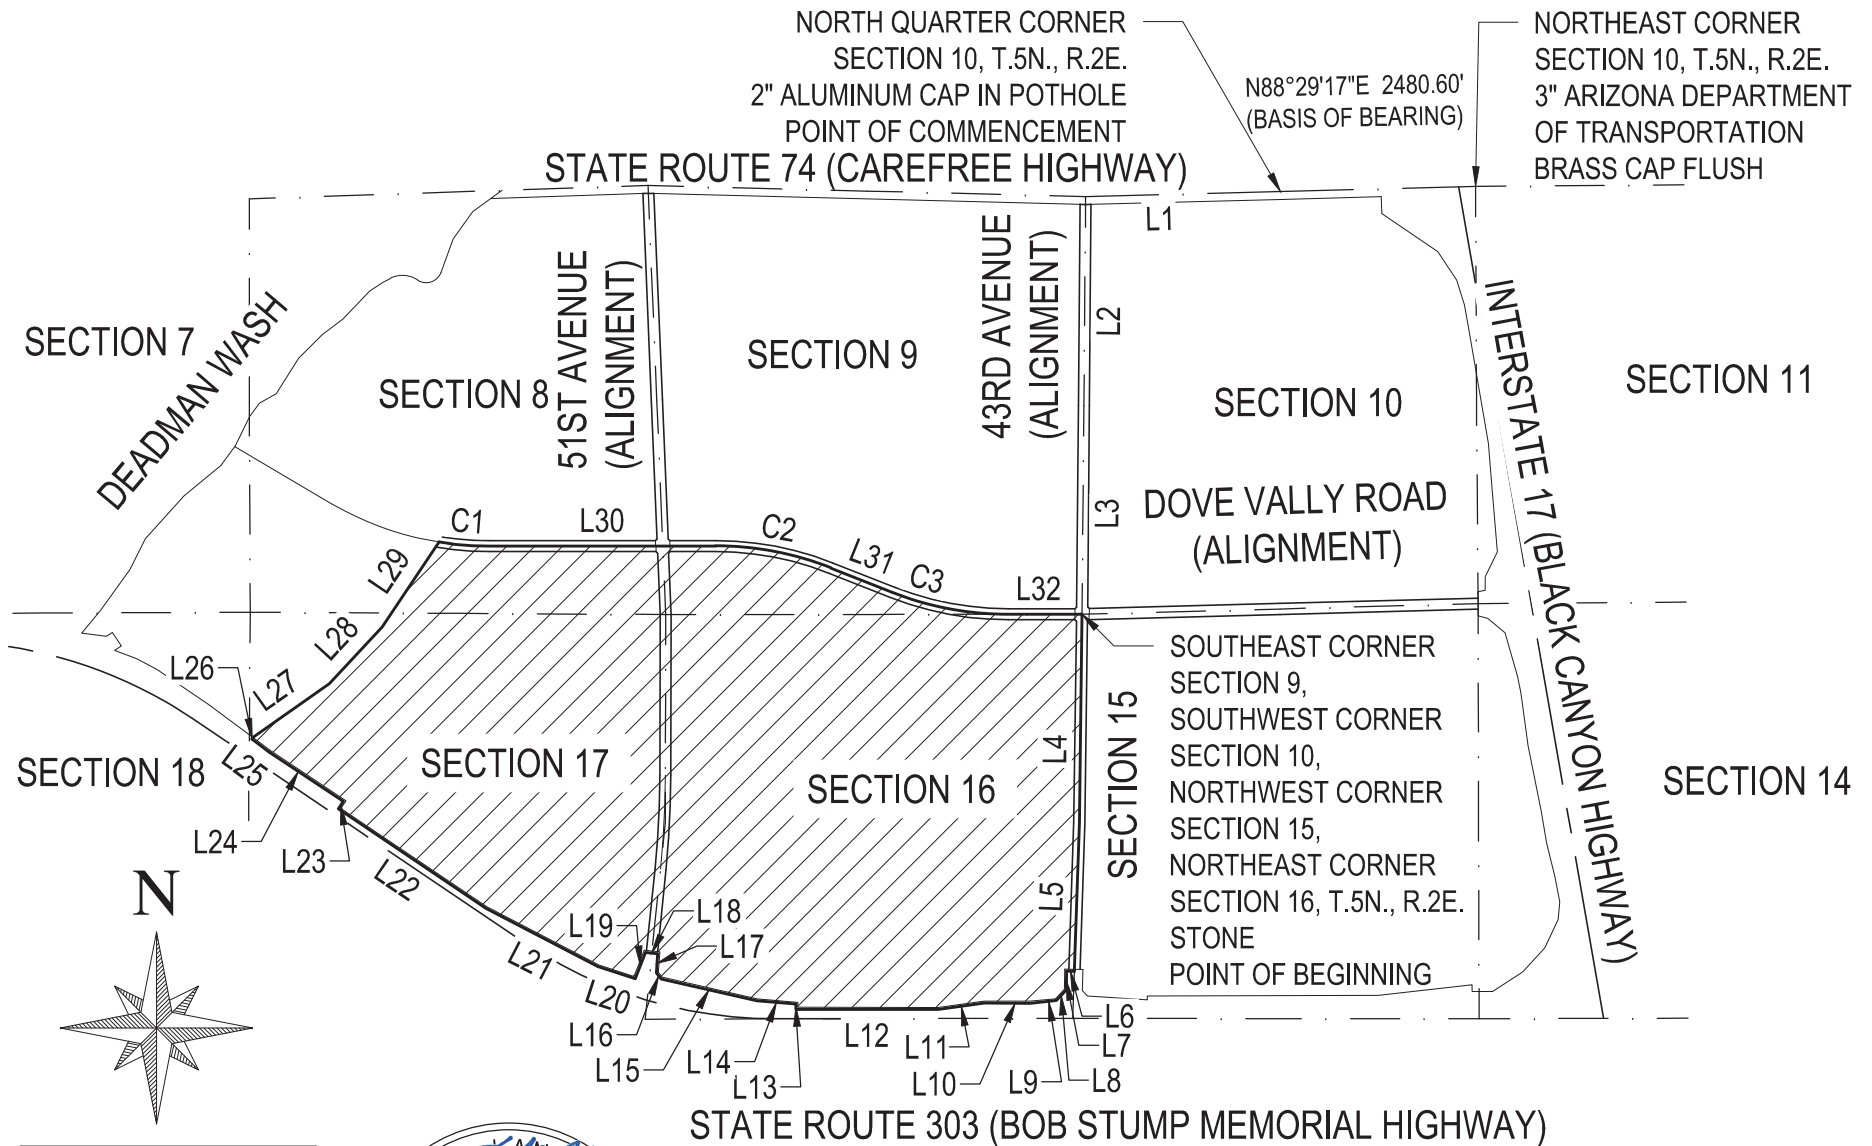 NORTH QUARTER CORNER
SECTION 10, T.5N., R.2E.
2" ALUMINUM CAP IN POTHOLE
POINT OF COMMENCEMENT
N88°29'17"E 2480.60'
(BASIS OF BEARING)
NORTHEAST CORNER
SECTION 10, T.5N., R.2E.
3" ARIZONA DEPARTMENT
OF TRANSPORTATION
BRASS CAP FLUSH
STATE ROUTE 74 (CAREFREE HIGHWAY)
L1
SECTION 7
DEADMAN WASH
SECTION 8
51ST AVENUE
(ALIGNMENT)
SECTION 9
43RD AVENUE
(ALIGNMENT)
L2
SECTION 10
INTERSTATE 17 (BLACK CANYON HIGHWAY)
SECTION 11
L3
DOVE VALLY ROAD
(ALIGNMENT)
C1
L30
C2
L31
C3
L32
L29
L28
L27
L26
SECTION 18
L25
L24
L23
L22
SECTION 17
SECTION 16
L4
L5
SECTION 15
SOUTHEAST CORNER
SECTION 9,
SOUTHWEST CORNER
SECTION 10,
NORTHWEST CORNER
SECTION 15,
NORTHEAST CORNER
SECTION 16, T.5N., R.2E.
STONE
POINT OF BEGINNING
SECTION 14
N
L21
L20
L19
L18
L17
L16
L15
L14
L13
L12
L11
L10
L9
L8
L7
L6
STATE ROUTE 303 (BOB STUMP MEMORIAL HIGHWAY)